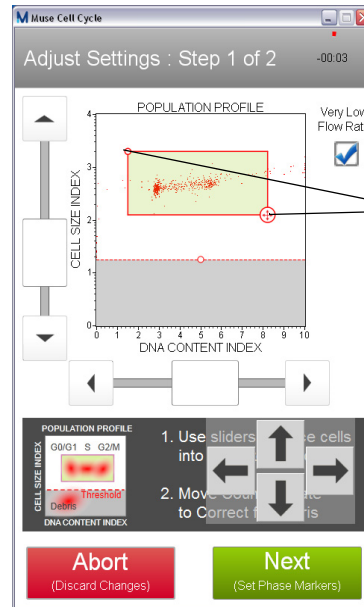 Muse Cell Cycle
Adjust Settings : Step 1 of 2
-00:03
POPULATION PROFILE
Very Low
Flow Rat
CELL SIZE INDEX
4
3
2
1
0
0 1 2 3 4 5 6 7 8 9 10
DNA CONTENT INDEX
POPULATION PROFILE
G0/G1 S G2/M
Threshold
Debris
CELL SIZE INDEX
DNA CONTENT INDEX
1. Use sliders ce cells
into
2. Move
to Correct f ris
Abort
(Discard Changes)
Next
(Set Phase Markers)